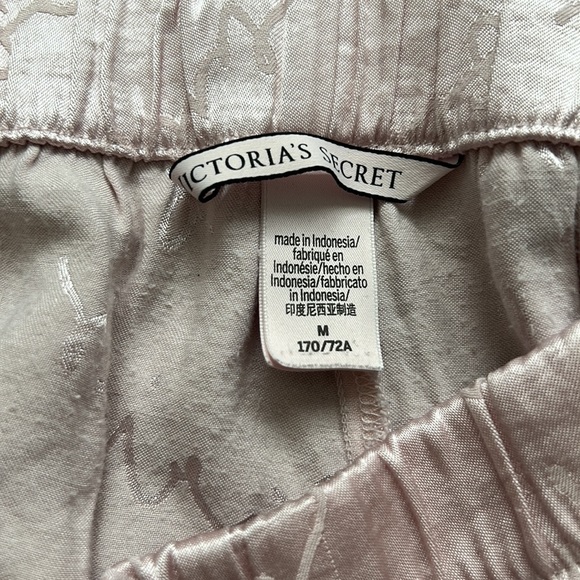 VICTORIA'S SECRET
made in Indonesia/
fabriqué en
Indonésie/hecho en
Indonesia/fabbricato
in Indonesia/
印度尼西亚制造
M
170/72A